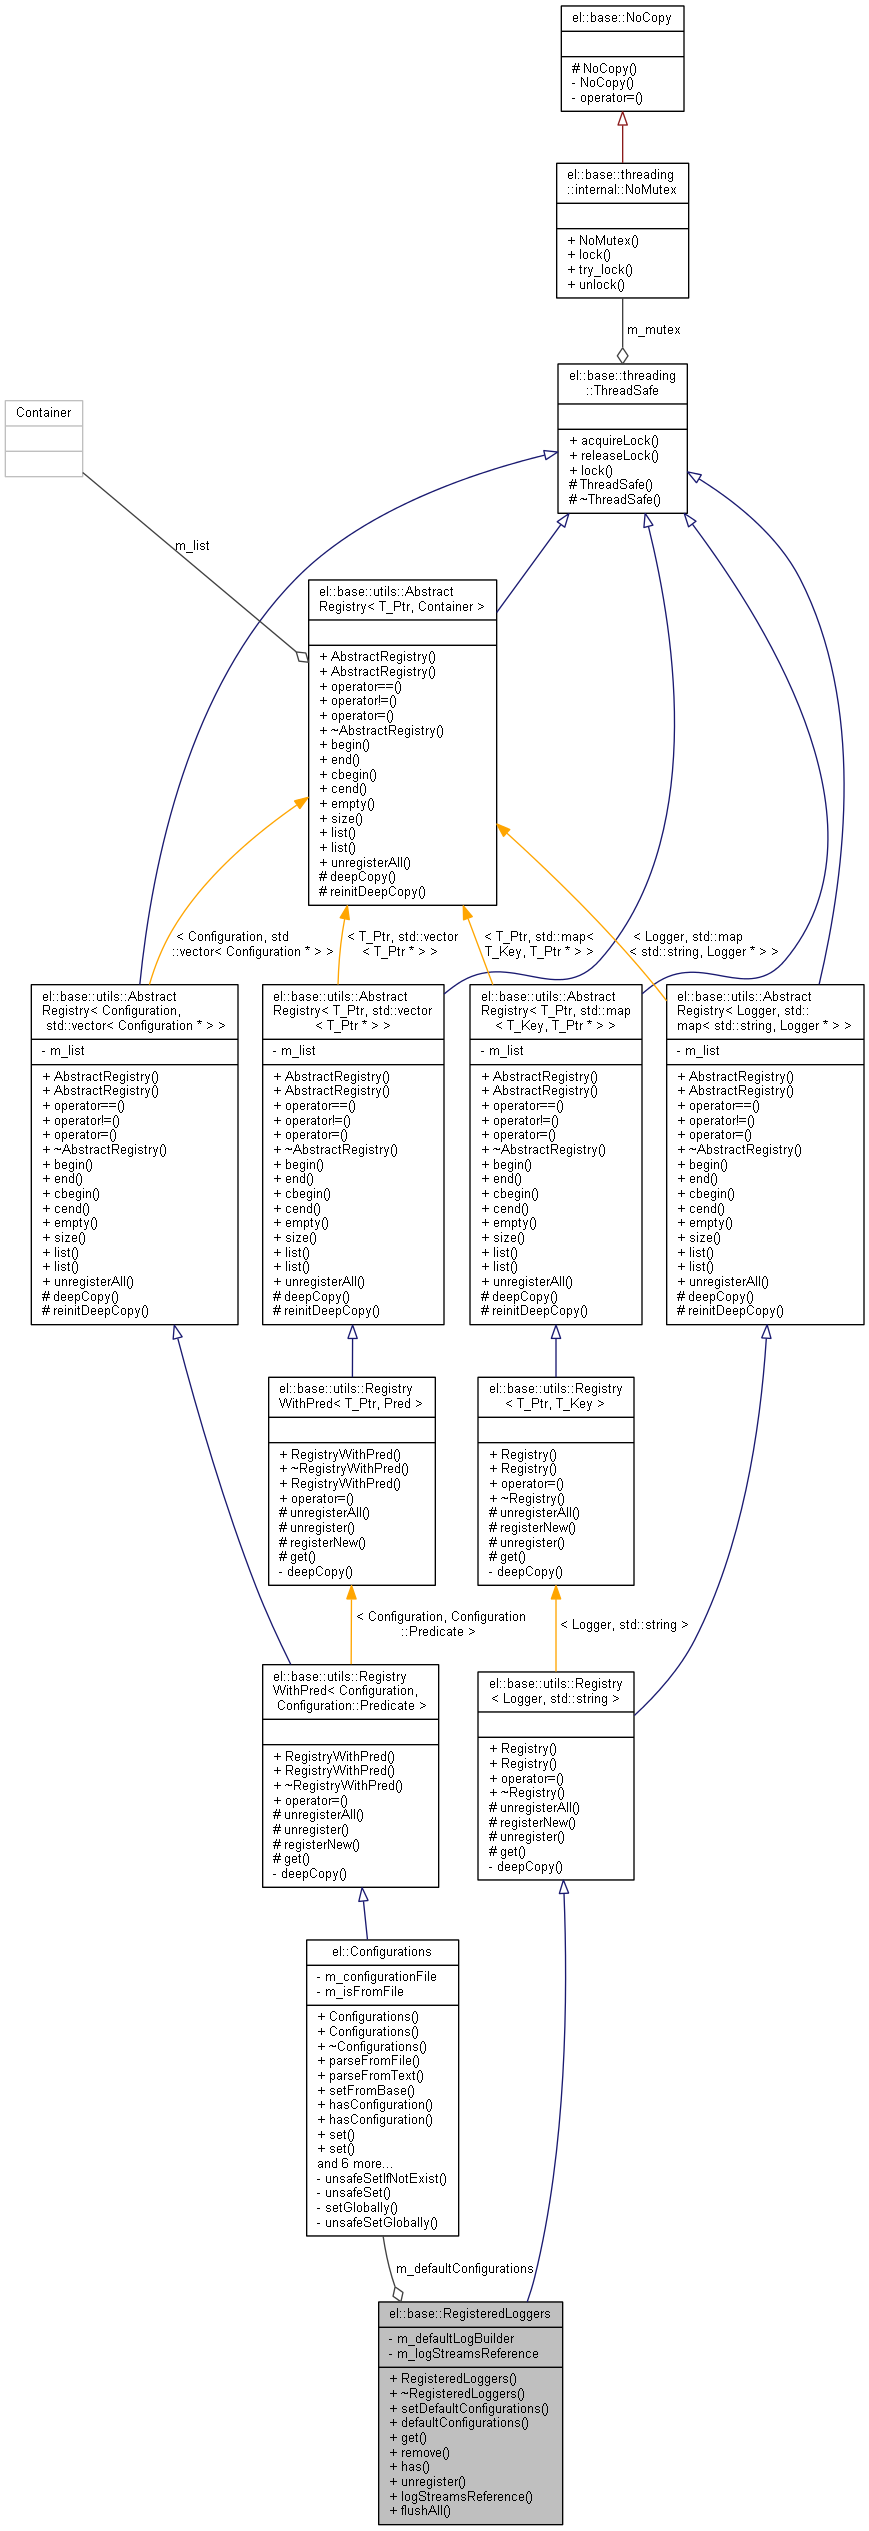 el::base::NoCopy
# NoCopy()
- NoCopy()
- operator=()
el::base::threading
::internal::NoMutex
+ NoMutex()
+ lock()
+ try_lock()
+ unlock()
m_mutex
el::base::threading
::ThreadSafe
+ acquireLock()
+ releaseLock()
+ lock()
# ThreadSafe()
# ~ThreadSafe()
Container
m_list
el::base::utils::Abstract
Registry< T_Ptr, Container >
+ AbstractRegistry()
+ AbstractRegistry()
+ operator==()
+ operator!=()
+ operator=()
+ ~AbstractRegistry()
+ begin()
+ end()
+ cbegin()
+ cend()
+ empty()
+ size()
+ list()
+ list()
+ unregisterAll()
# deepCopy()
# reinitDeepCopy()
< Configuration, std
::vector< Configuration * > >
< T_Ptr, std::vector
< T_Ptr * > >
< T_Ptr, std::map<
T_Key, T_Ptr * > >
< Logger, std::map
< std::string, Logger * > >
el::base::utils::Abstract
Registry< Configuration,
std::vector< Configuration * > >
- m_list
+ AbstractRegistry()
+ AbstractRegistry()
+ operator==()
+ operator!=()
+ operator=()
+ ~AbstractRegistry()
+ begin()
+ end()
+ cbegin()
+ cend()
+ empty()
+ size()
+ list()
+ list()
+ unregisterAll()
# deepCopy()
# reinitDeepCopy()
el::base::utils::Abstract
Registry< T_Ptr, std::vector
< T_Ptr * > >
- m_list
+ AbstractRegistry()
+ AbstractRegistry()
+ operator==()
+ operator!=()
+ operator=()
+ ~AbstractRegistry()
+ begin()
+ end()
+ cbegin()
+ cend()
+ empty()
+ size()
+ list()
+ list()
+ unregisterAll()
# deepCopy()
# reinitDeepCopy()
el::base::utils::Abstract
Registry< T_Ptr, std::map
< T_Key, T_Ptr * > >
- m_list
+ AbstractRegistry()
+ AbstractRegistry()
+ operator==()
+ operator!=()
+ operator=()
+ ~AbstractRegistry()
+ begin()
+ end()
+ cbegin()
+ cend()
+ empty()
+ size()
+ list()
+ list()
+ unregisterAll()
# deepCopy()
# reinitDeepCopy()
el::base::utils::Abstract
Registry< Logger, std::
map< std::string, Logger * > >
- m_list
+ AbstractRegistry()
+ AbstractRegistry()
+ operator==()
+ operator!=()
+ operator=()
+ ~AbstractRegistry()
+ begin()
+ end()
+ cbegin()
+ cend()
+ empty()
+ size()
+ list()
+ list()
+ unregisterAll()
# deepCopy()
# reinitDeepCopy()
el::base::utils::Registry
WithPred< T_Ptr, Pred >
+ RegistryWithPred()
+ ~RegistryWithPred()
+ RegistryWithPred()
+ operator=()
# unregisterAll()
# unregister()
# registerNew()
# get()
- deepCopy()
el::base::utils::Registry
< T_Ptr, T_Key >
+ Registry()
+ Registry()
+ operator=()
+ ~Registry()
# unregisterAll()
# registerNew()
# unregister()
# get()
- deepCopy()
< Configuration, Configuration
::Predicate >
< Logger, std::string >
el::base::utils::Registry
WithPred< Configuration,
Configuration::Predicate >
+ RegistryWithPred()
+ RegistryWithPred()
+ ~RegistryWithPred()
+ operator=()
# unregisterAll()
# unregister()
# registerNew()
# get()
- deepCopy()
el::base::utils::Registry
< Logger, std::string >
+ Registry()
+ Registry()
+ operator=()
+ ~Registry()
# unregisterAll()
# registerNew()
# unregister()
# get()
- deepCopy()
el::Configurations
- m_configurationFile
- m_isFromFile
+ Configurations()
+ Configurations()
+ ~Configurations()
+ parseFromFile()
+ parseFromText()
+ setFromBase()
+ hasConfiguration()
+ hasConfiguration()
+ set()
+ set()
and 6 more...
- unsafeSetIfNotExist()
- unsafeSet()
- setGlobally()
- unsafeSetGlobally()
m_defaultConfigurations
el::base::RegisteredLoggers
- m_defaultLogBuilder
- m_logStreamsReference
+ RegisteredLoggers()
+ ~RegisteredLoggers()
+ setDefaultConfigurations()
+ defaultConfigurations()
+ get()
+ remove()
+ has()
+ unregister()
+ logStreamsReference()
+ flushAll()